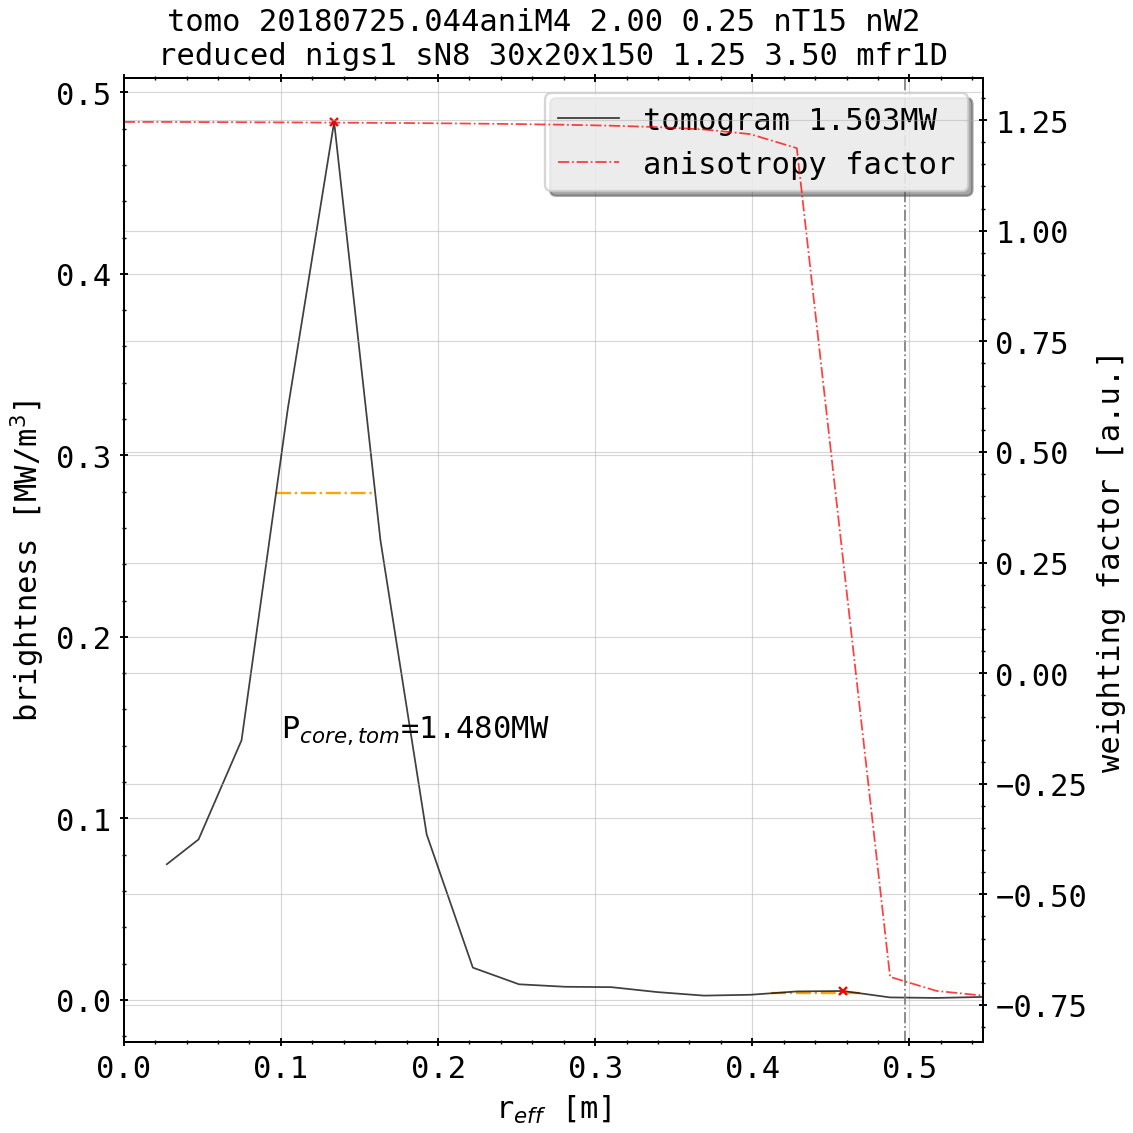 tomo 20180725.044aniM4 2.00 0.25 nT15 nW2
reduced nigs1 sN8 30x20x150 1.25 3.50 mfr1D
tomogram 1.503MW
anisotropy factor
brightness [MW/m³]
0.5
0.4
0.3
0.2
0.1
0.0
P_core,tom=1.480MW
1.25
1.00
0.75
0.50
0.25
0.00
−0.25
−0.50
−0.75
weighting factor [a.u.]
0.0 0.1 0.2 0.3 0.4 0.5
r_eff [m]